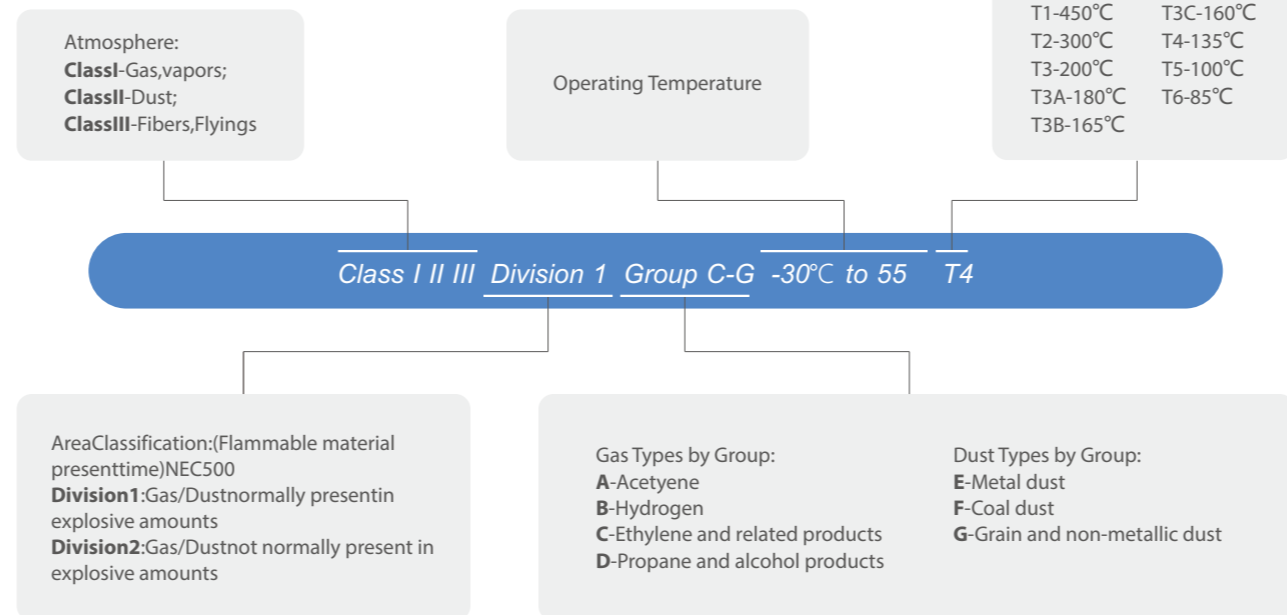 T1-450℃ T3C-160℃
T2-300℃ T4-135℃
T3-200℃ T5-100℃
T3A-180℃ T6-85℃
T3B-165℃
Atmosphere:
ClassI-Gas,vapors;
ClassII-Dust;
ClassIII-Fibers,Flyings
Operating Temperature
Class I II III Division 1 Group C-G -30℃ to 55 T4
AreaClassification:(Flammable material
presenttime)NEC500
Division1:Gas/Dustnormally presentin
explosive amounts
Division2:Gas/Dustnot normally present in
explosive amounts
Gas Types by Group:
A-Acetyene
B-Hydrogen
C-Ethylene and related products
D-Propane and alcohol products
Dust Types by Group:
E-Metal dust
F-Coal dust
G-Grain and non-metallic dust